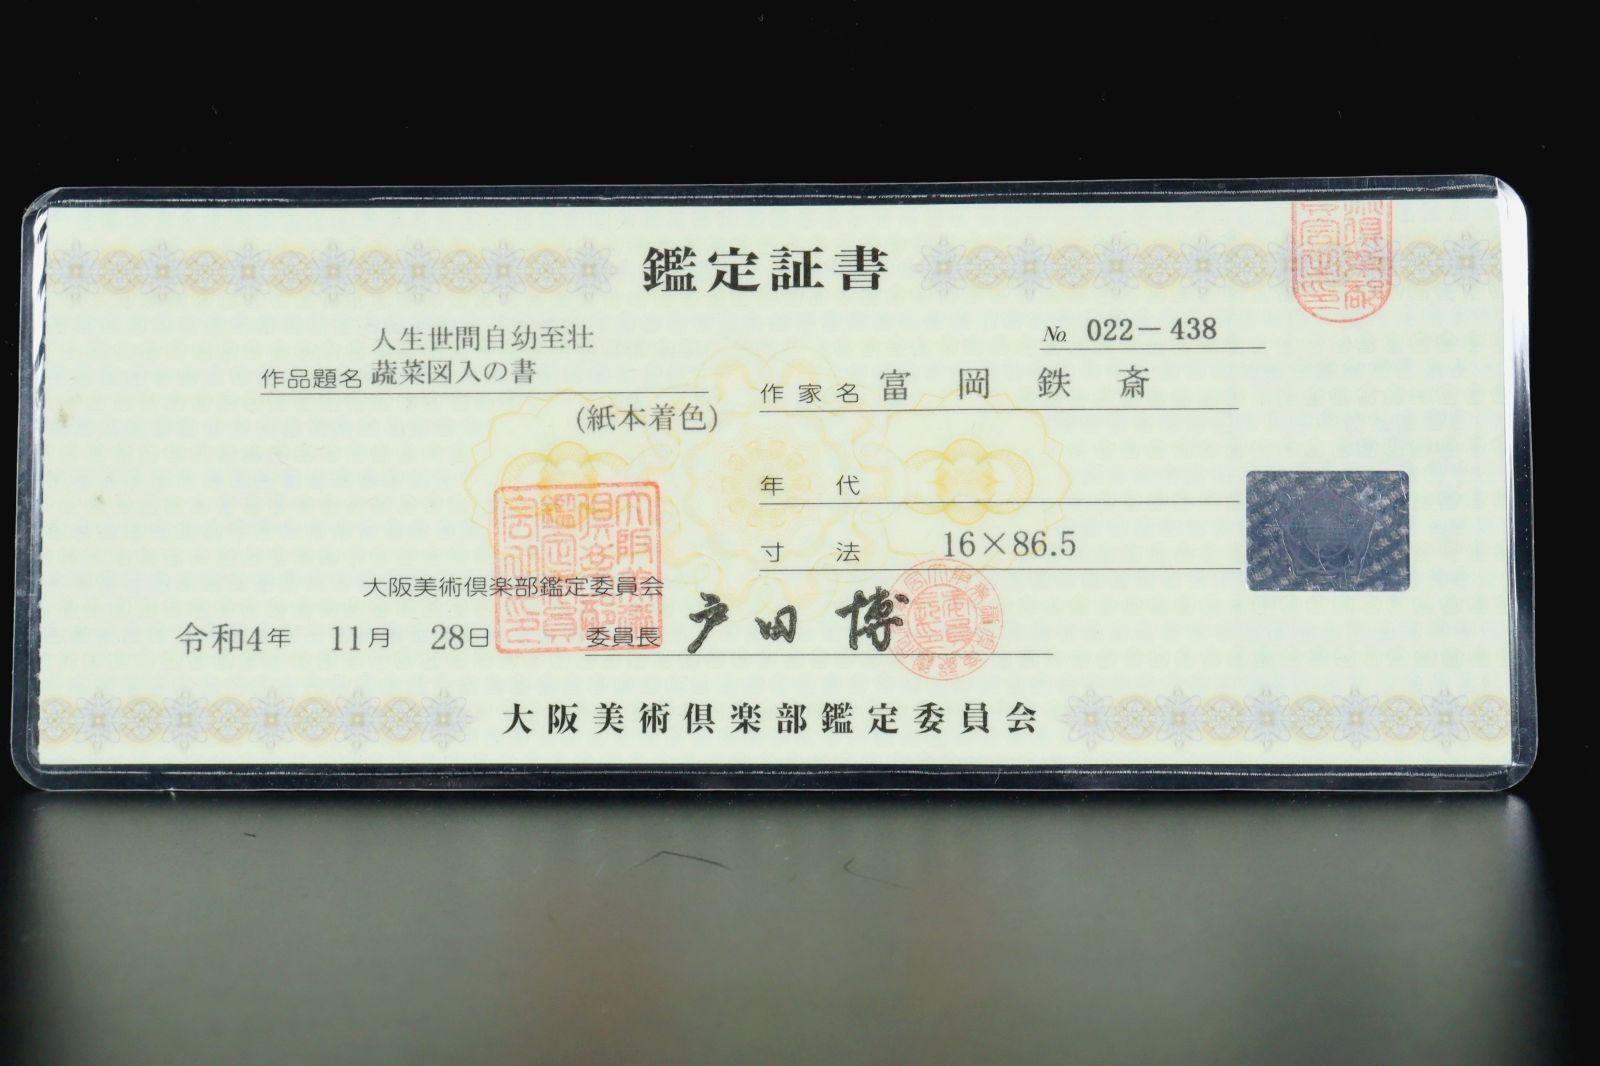 鑑定証書
人生世間自幼至壮
No. 022－438
作品題名 蔬菜図入の書
作家名 富岡鉄斎
(紙本着色)
年代
寸法 16×86.5
大阪美術倶楽部鑑定委員会
令和4年 11月 28日 委員長 戸田博
大阪美術倶楽部鑑定委員会